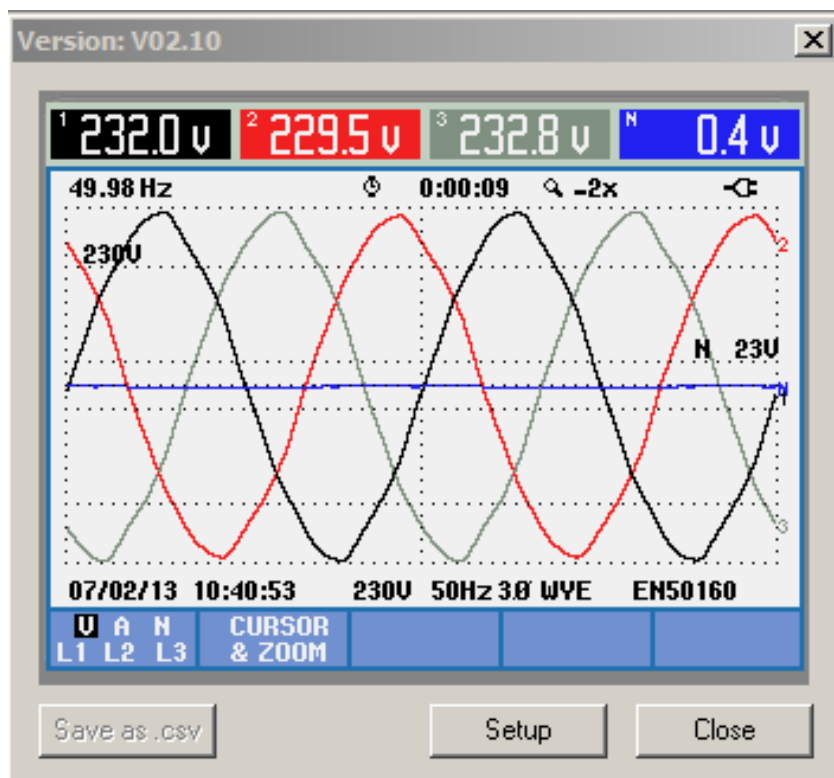 Version: V02.10
1 232.0 V 2 229.5 V 3 232.8 V N 0.4 V
49.98 Hz 0:00:09 -2x
230V
2
N 23V
N
1
3
07/02/13 10:40:53 230V 50Hz 3.Ø WYE EN50160
V A N CURSOR
L1 L2 L3 & ZOOM
Save as .csv Setup Close